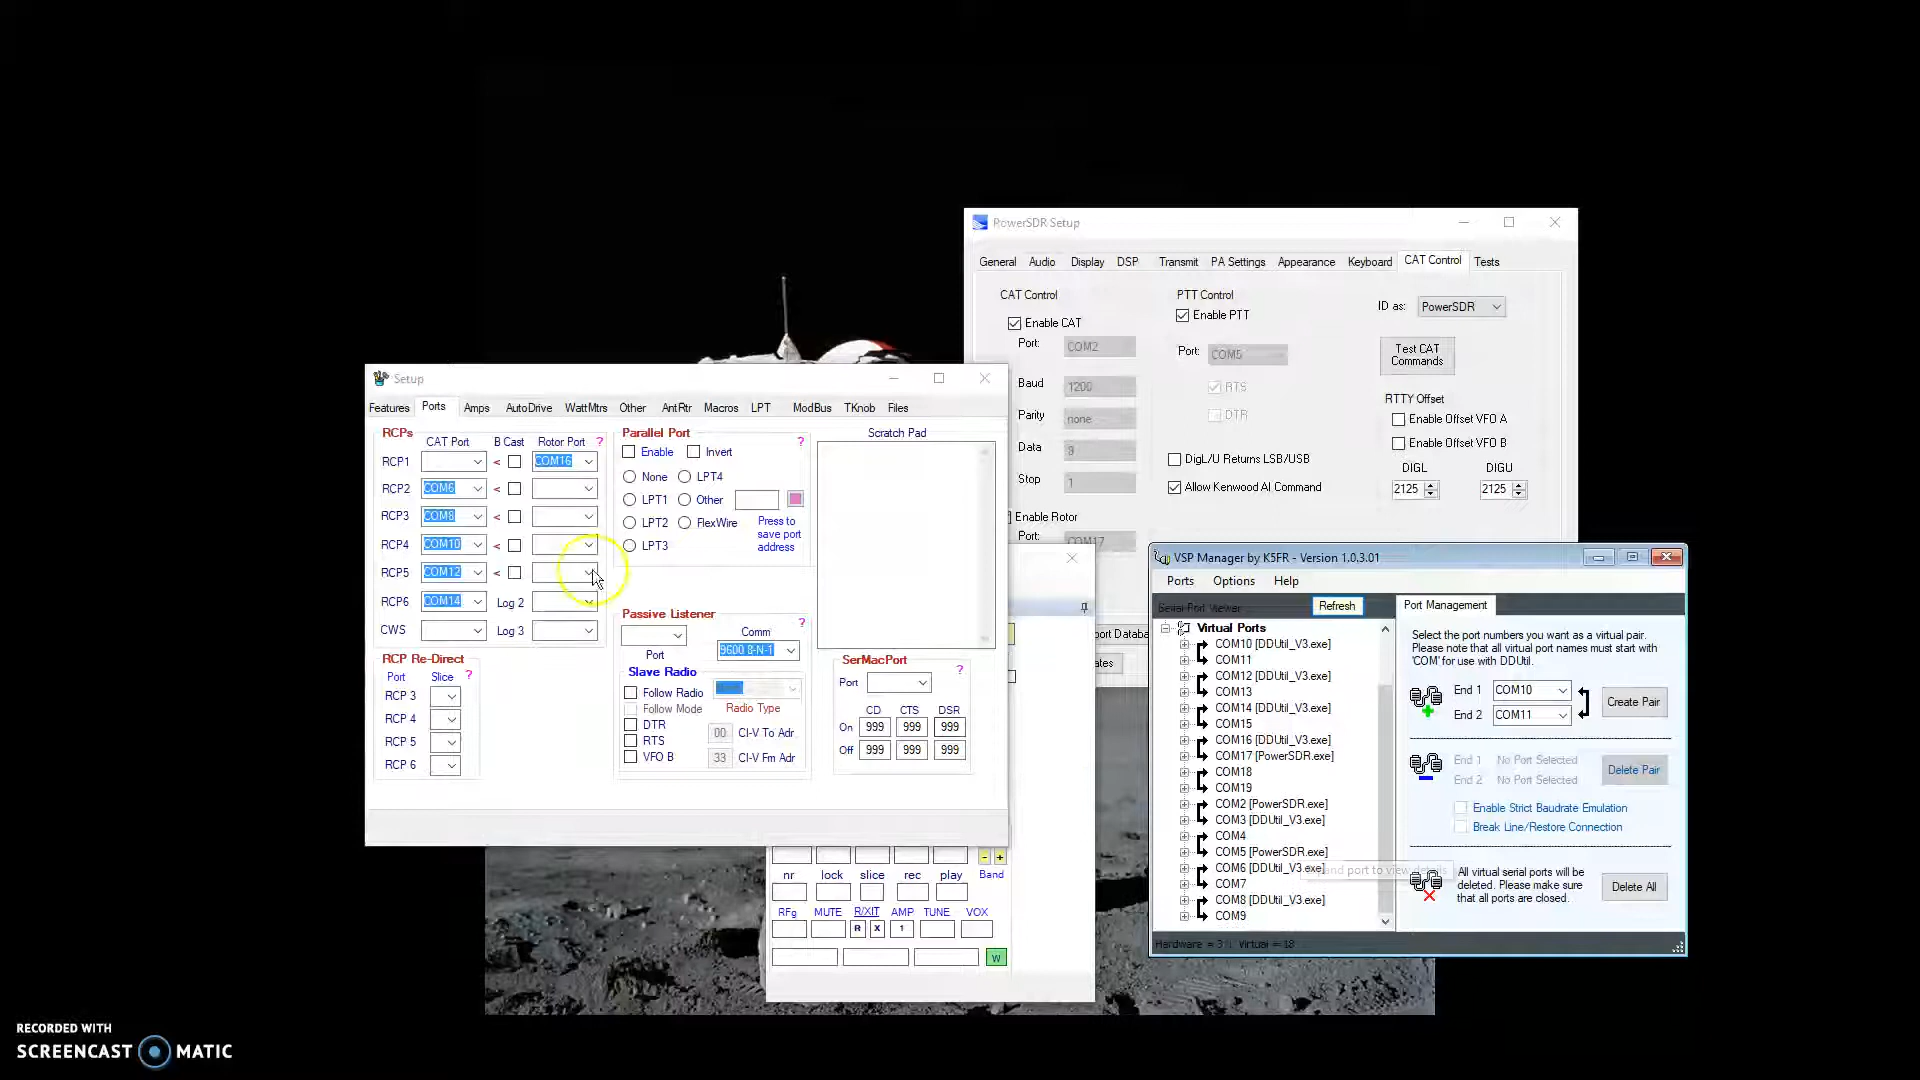 PowerSDR Setup
General Audio Display DSP Transmit PA Settings Appearance Keyboard CAT Control Tests
CAT Control
Enable CAT
Port: COM2
Baud 1200
Parity none
Data 8
Stop 1
Enable Rotor
Port: COM17
PTT Control
Enable PTT
Port: COM5
RTS
DTR
DigL/U Returns LSB/USB
Allow Kenwood AI Command
ID as: PowerSDR
Test CAT
Commands
RTTY Offset
Enable Offset VFO A
Enable Offset VFO B
DIGL DIGU
2125 2125
Setup
Features Ports Amps AutoDrive WattMtrs Other AntRtr Macros LPT ModBus TKnob Files
RCPs
CAT Port B Cast Rotor Port ?
RCP1 < COM16
RCP2 COM6 <
RCP3 COM8 <
RCP4 COM10 <
RCP5 COM12 <
RCP6 COM14 Log 2
CWS Log 3
RCP Re-Direct
Port Slice ?
RCP 3
RCP 4
RCP 5
RCP 6
Parallel Port ?
Enable Invert
None LPT4
LPT1 Other
LPT2 FlexWire
LPT3
Press to
save port
address
Passive Listener ?
Comm
9600 8-N-1
Port
Slave Radio
Follow Radio
Follow Mode Radio Type
DTR 00 CI-V To Adr
RTS
VFO B 33 CI-V Fm Adr
Scratch Pad
SerMacPort ?
Port
CD CTS DSR
On 999 999 999
Off 999 999 999
port Databa
ates
- +
nr lock slice rec play Band
RFg MUTE R/XIT AMP TUNE VOX
R X 1
W
VSP Manager by K5FR - Version 1.0.3.01
Ports Options Help
Serial Port Viewer Refresh
Virtual Ports
COM10 [DDUtil_V3.exe]
COM11
COM12 [DDUtil_V3.exe]
COM13
COM14 [DDUtil_V3.exe]
COM15
COM16 [DDUtil_V3.exe]
COM17 [PowerSDR.exe]
COM18
COM19
COM2 [PowerSDR.exe]
COM3 [DDUtil_V3.exe]
COM4
COM5 [PowerSDR.exe]
COM6 [DDUtil_V3.exe]
COM7
COM8 [DDUtil_V3.exe]
COM9
Port Management
Select the port numbers you want as a virtual pair.
Please note that all virtual port names must start with
'COM' for use with DDUtil.
End 1 COM10
End 2 COM11
Create Pair
End 1 No Port Selected
End 2 No Port Selected
Delete Pair
Enable Strict Baudrate Emulation
Break Line/Restore Connection
All virtual serial ports will be
deleted. Please make sure
that all ports are closed.
Delete All
Hardware = 3 Virtual = 18
RECORDED WITH
SCREENCAST MATIC